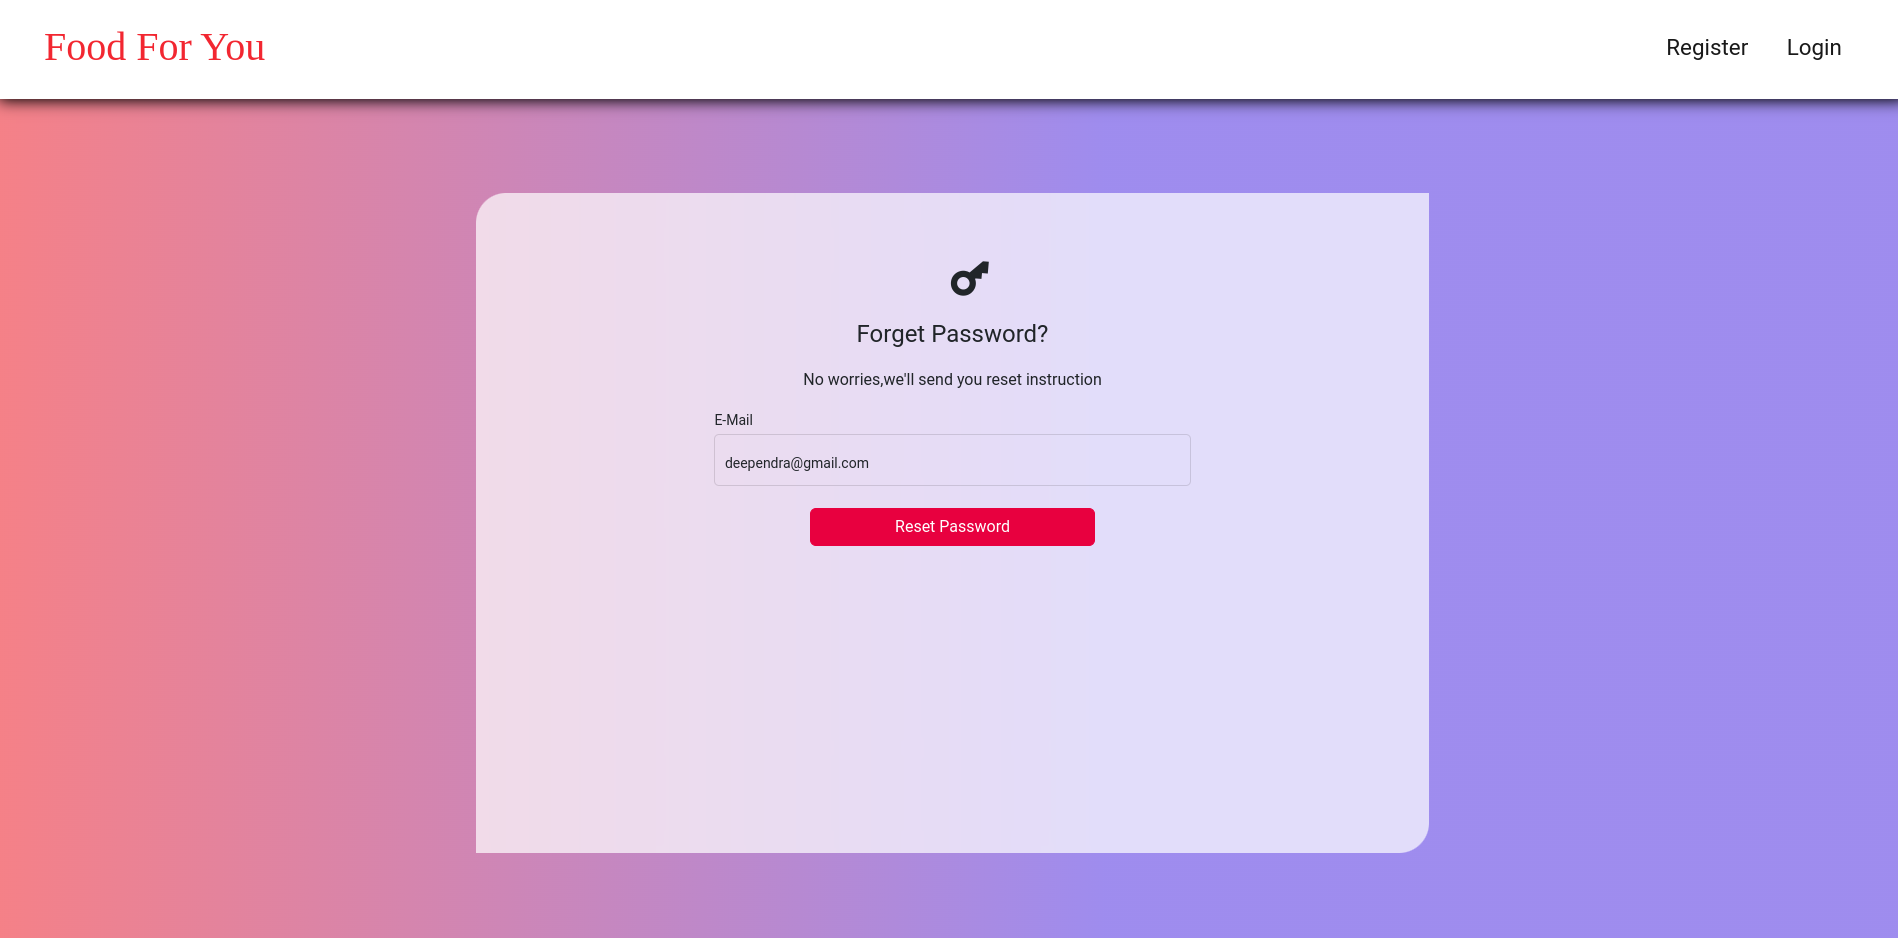 Food For You
Register
Login
Forget Password?
No worries,we'll send you reset instruction
E-Mail
deependra@gmail.com
Reset Password